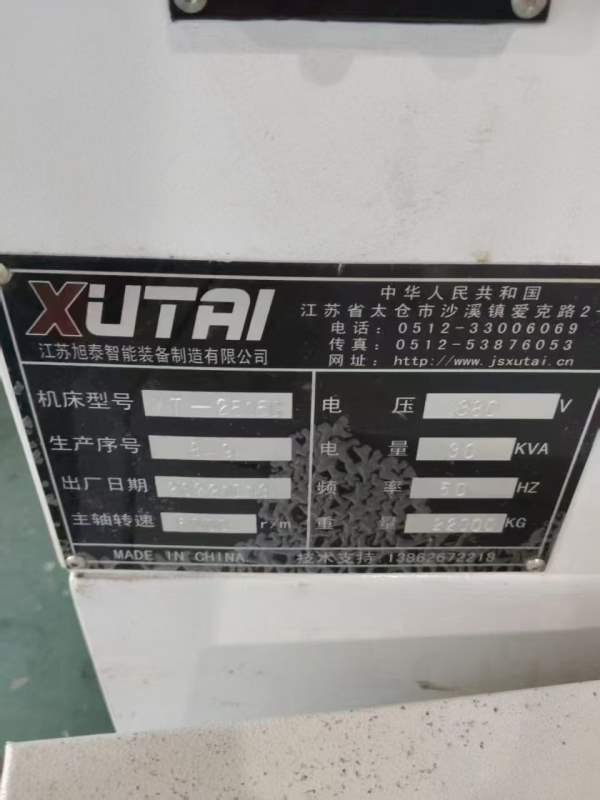 XUTAI
江苏旭泰智能装备制造有限公司
中华人民共和国
江苏省太仓市沙溪镇爱克路2-
电话: 0512-33006069
传真: 0512-53876053
网址: http://www.jsxutai.cn
机床型号
电 压 380 V
生产序号
电 量 30 KVA
出厂日期
频 率 50 HZ
主轴转速 r/m
重 量 22000 KG
MADE IN CHINA 技术支持:13862672218